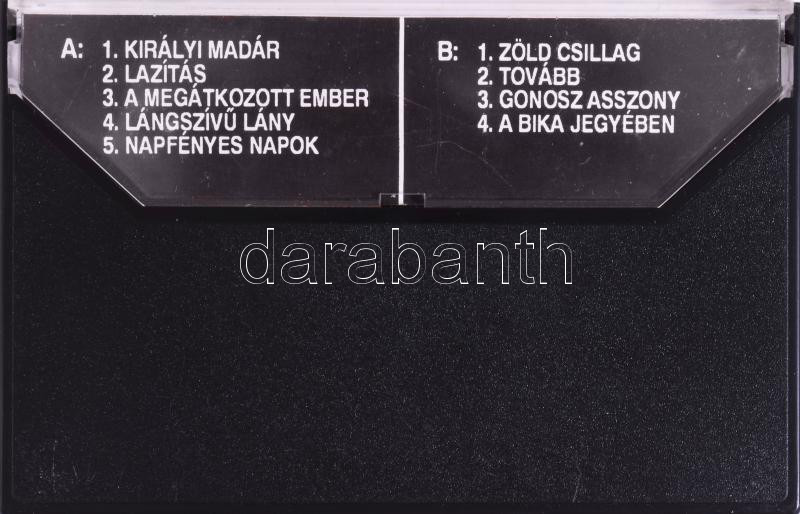 A: 1. KIRÁLYI MADÁR
2. LAZÍTÁS
3. A MEGÁTKOZOTT EMBER
4. LÁNGSZÍVŰ LÁNY
5. NAPFÉNYES NAPOK
B: 1. ZÖLD CSILLAG
2. TOVÁBB
3. GONOSZ ASSZONY
4. A BIKA JEGYÉBEN
darabanth